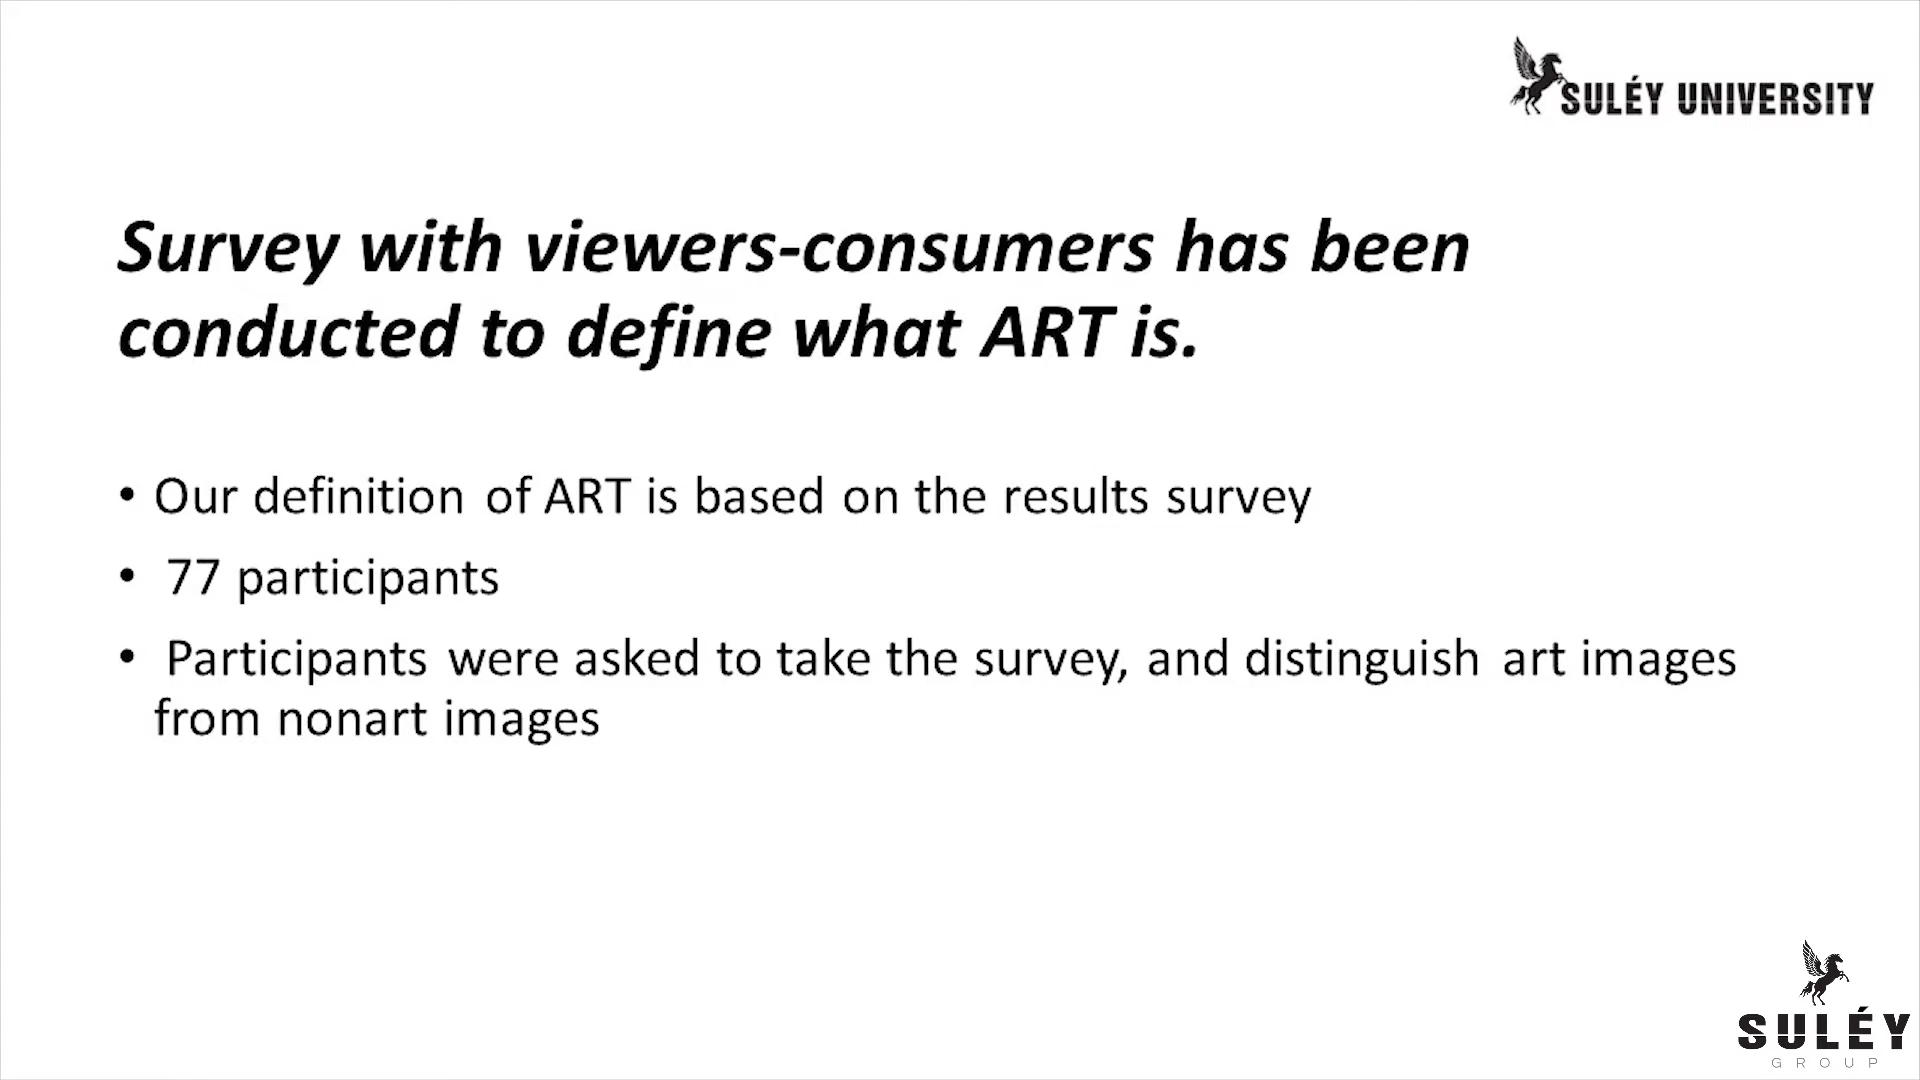 SULÉY UNIVERSITY
Survey with viewers-consumers has been
conducted to define what ART is.
• Our definition of ART is based on the results survey
• 77 participants
• Participants were asked to take the survey, and distinguish art images
from nonart images
SULÉY
GROUP